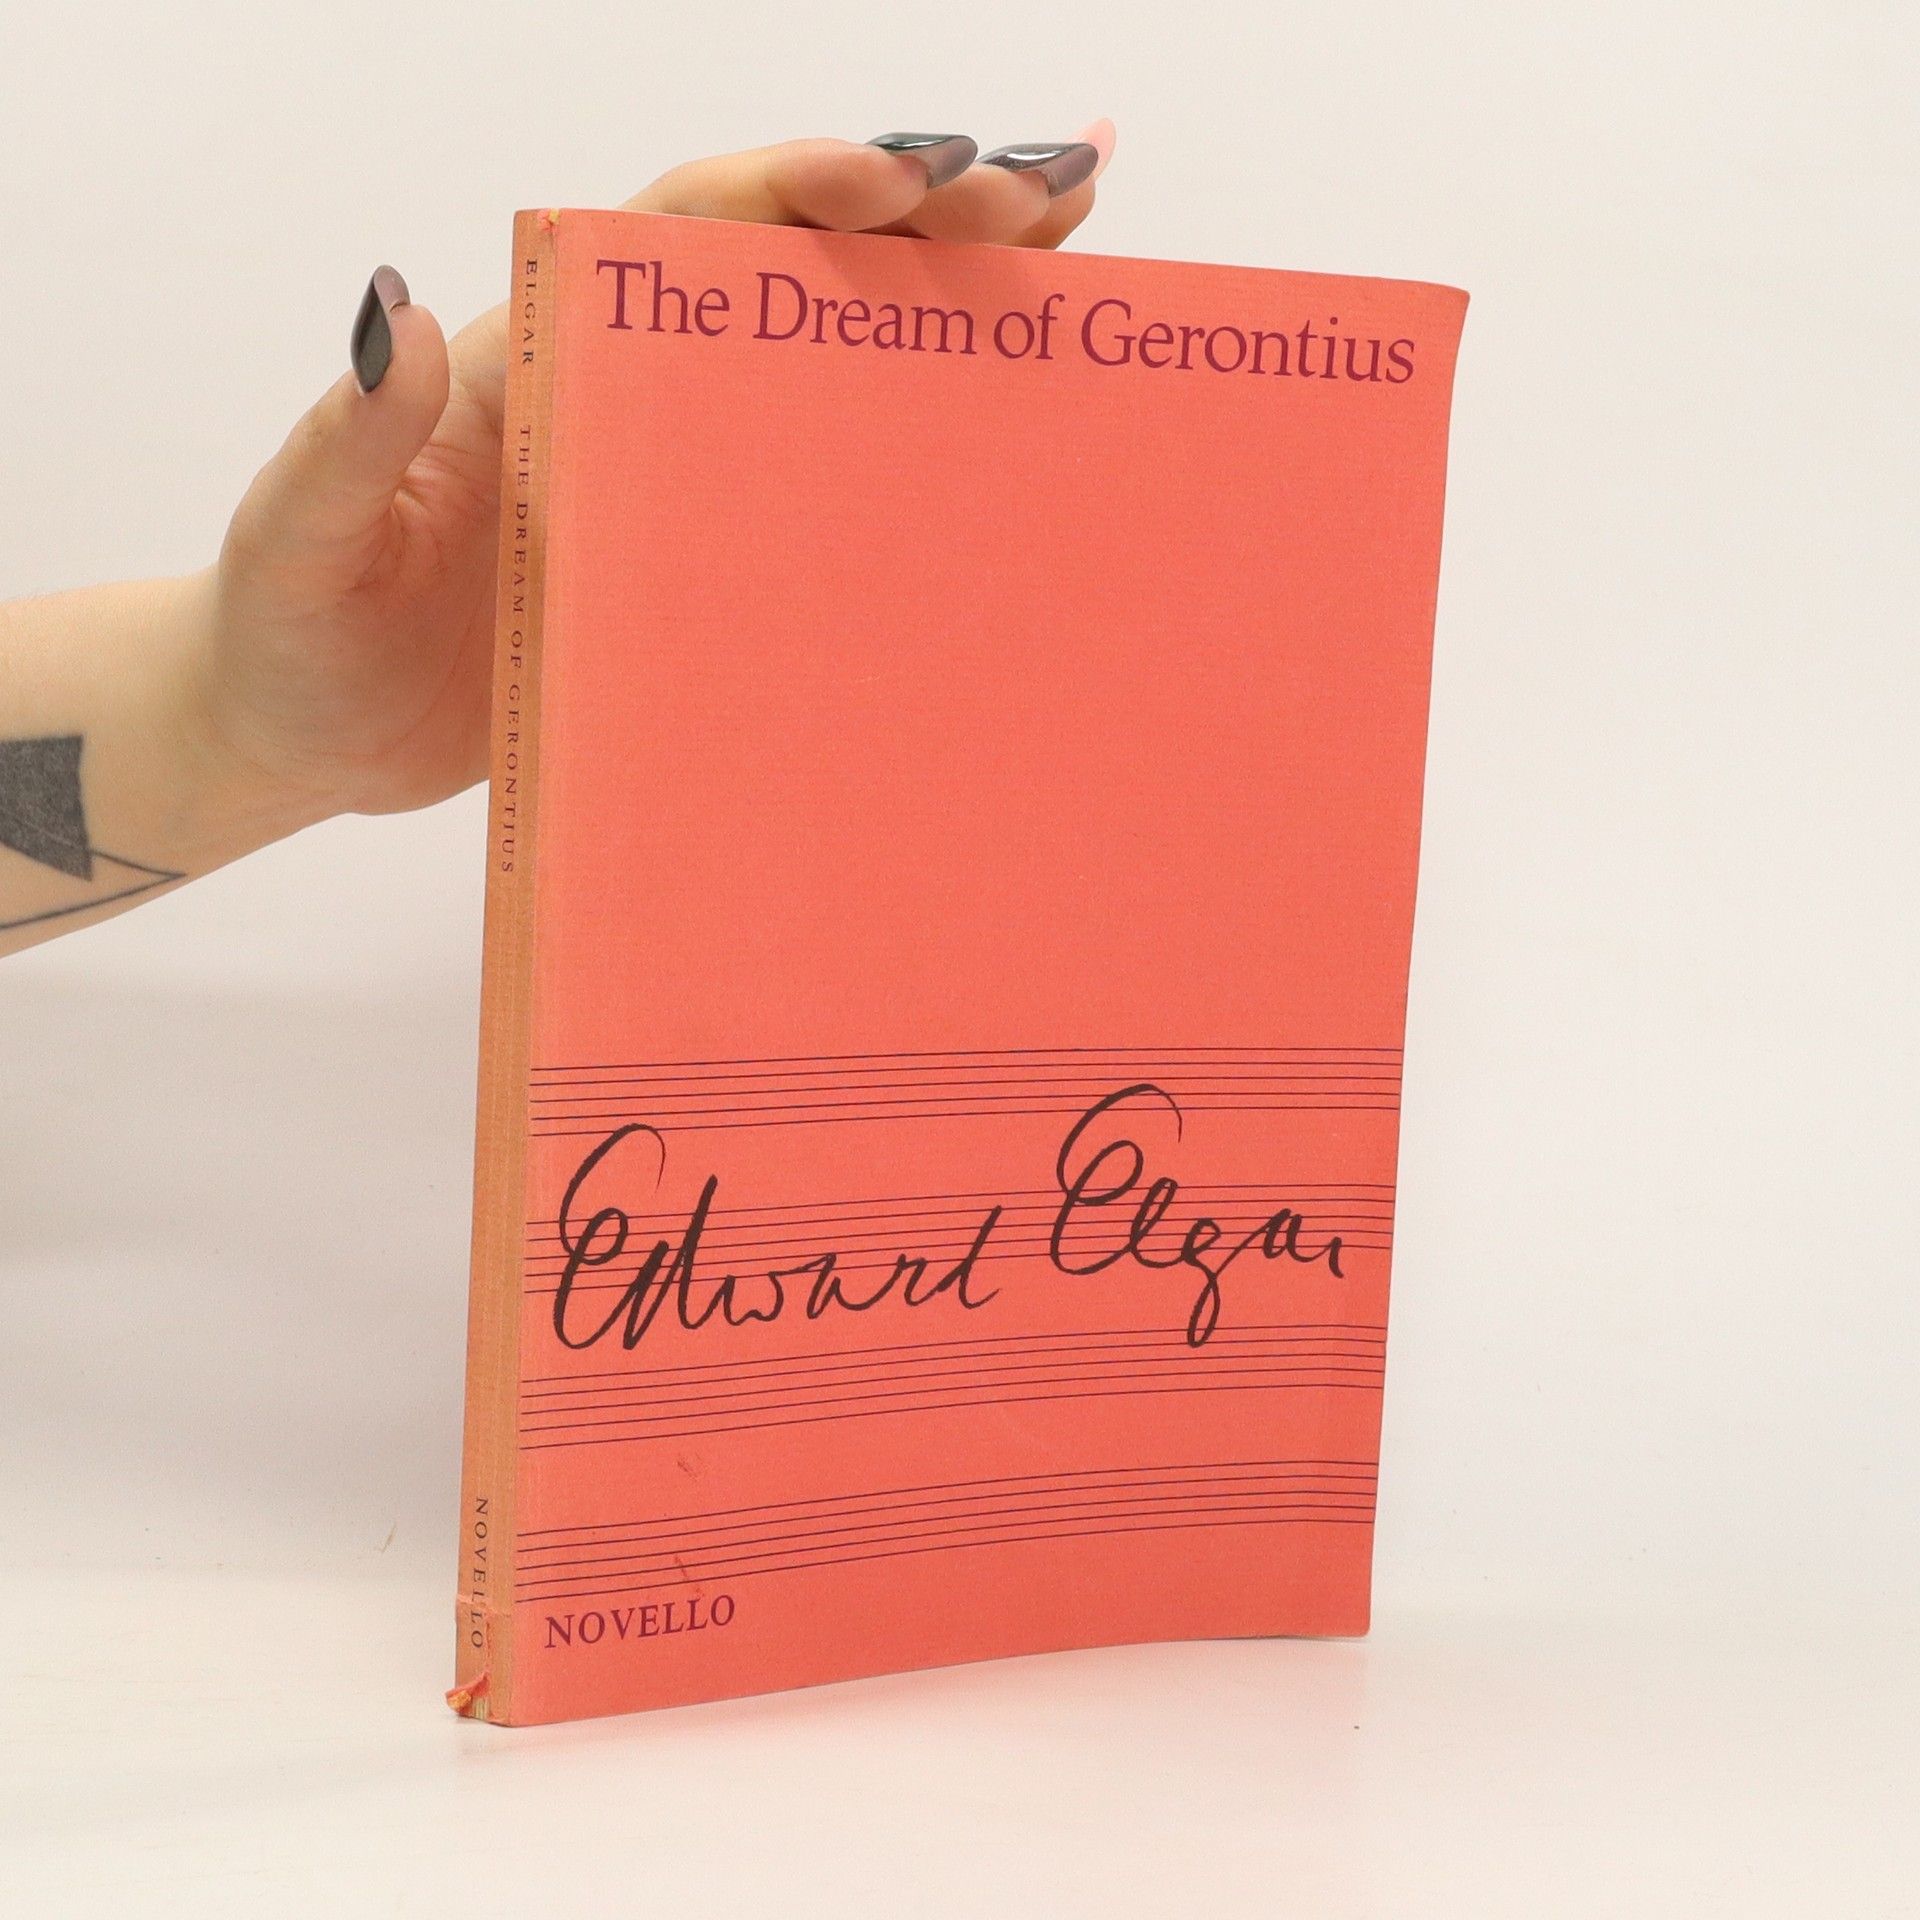 The Dream of Gerontius
Edward Elgar
NOVELLO
ELGAR THE DREAM OF GERONTIUS NOVELLO